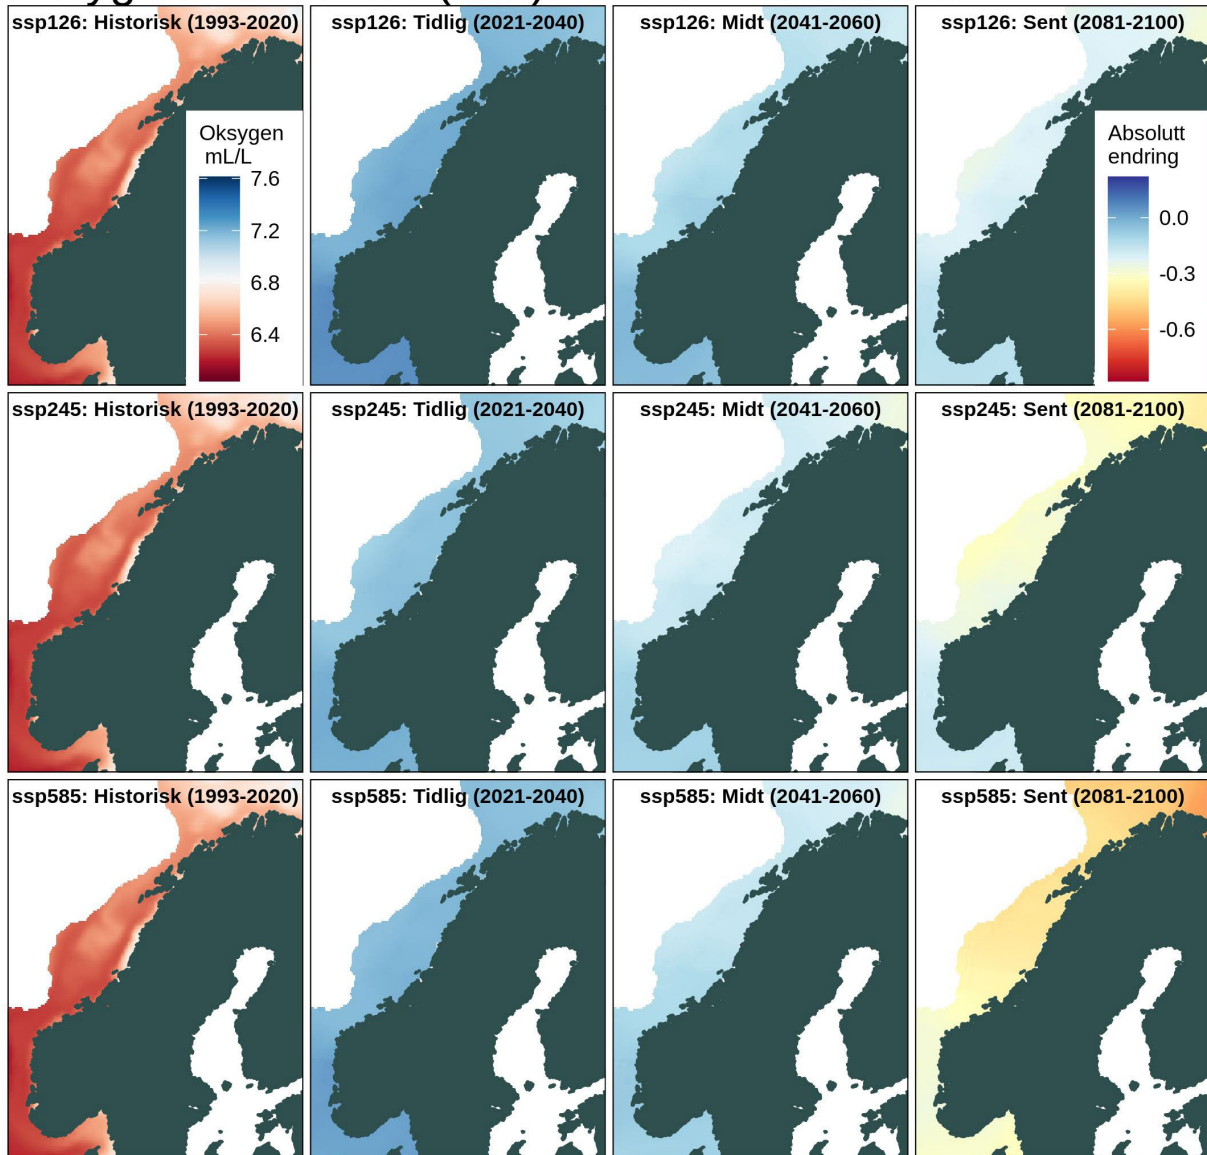 ssp126: Historisk (1993-2020)
ssp126: Tidlig (2021-2040)
ssp126: Midt (2041-2060)
ssp126: Sent (2081-2100)
Oksygen
mL/L
7.6
7.2
6.8
6.4
Absolutt
endring
0.0
-0.3
-0.6
ssp245: Historisk (1993-2020)
ssp245: Tidlig (2021-2040)
ssp245: Midt (2041-2060)
ssp245: Sent (2081-2100)
ssp585: Historisk (1993-2020)
ssp585: Tidlig (2021-2040)
ssp585: Midt (2041-2060)
ssp585: Sent (2081-2100)